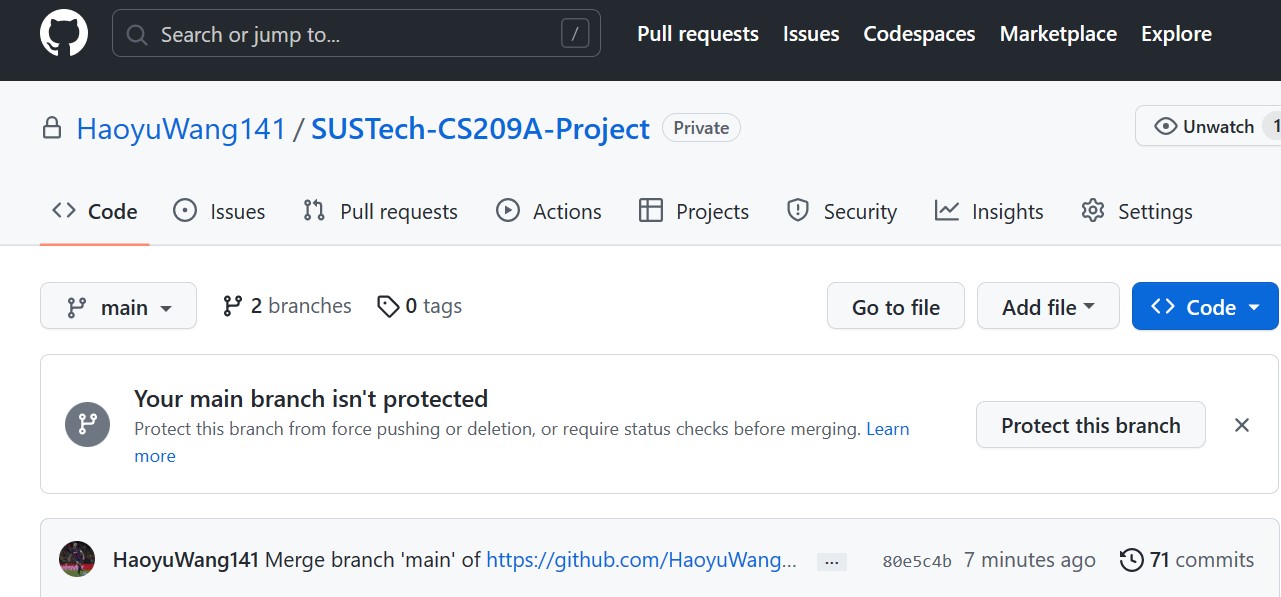 Search or jump to... / Pull requests Issues Codespaces Marketplace Explore
HaoyuWang141 / SUSTech-CS209A-Project Private Unwatch 1
Code Issues Pull requests Actions Projects Security Insights Settings
main 2 branches 0 tags Go to file Add file Code
Your main branch isn't protected
Protect this branch from force pushing or deletion, or require status checks before merging. Learn
more
Protect this branch
HaoyuWang141 Merge branch 'main' of https://github.com/HaoyuWang... ... 80e5c4b 7 minutes ago 71 commits